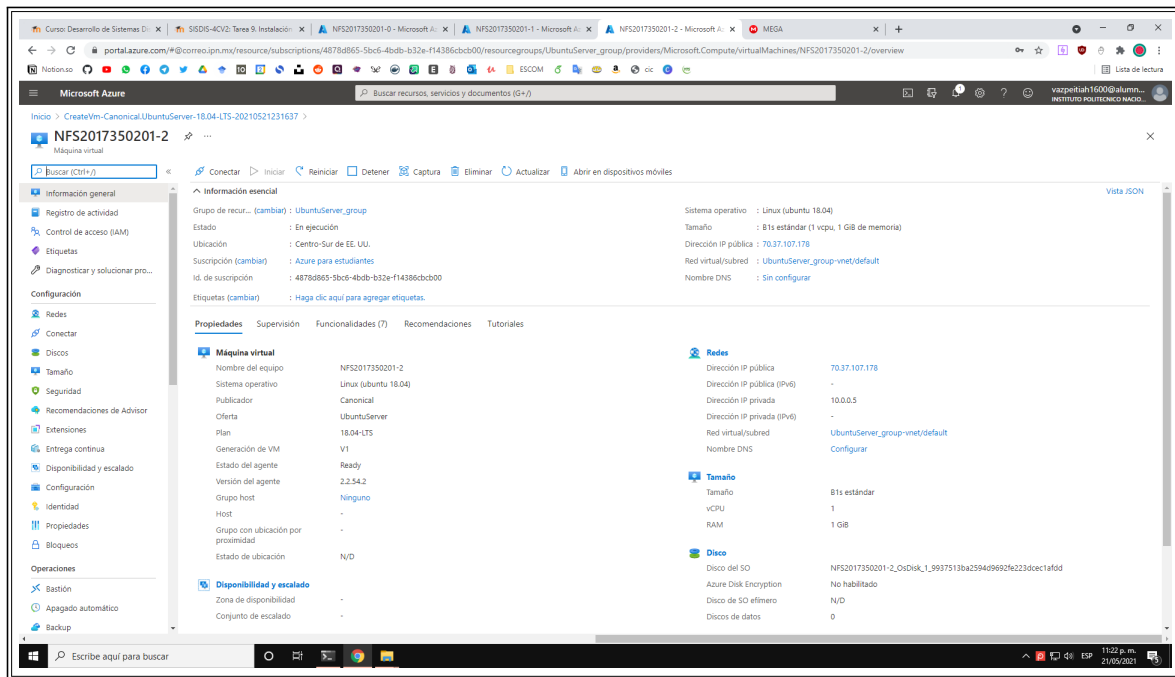 Curso: Desarrollo de Sistemas Di
SISDIS-4CV2: Tarea 9. Instalación
NFS2017350201-0 - Microsoft Az
NFS2017350201-1 - Microsoft Az
NFS2017350201-2 - Microsoft Az
MEGA
portal.azure.com/#@correo.ipn.mx/resource/subscriptions/4878d865-5bc6-4bdb-b32e-f14386cbcb00/resourcegroups/UbuntuServer_group/providers/Microsoft.Compute/virtualMachines/NFS2017350201-2/overview
Notion.so
ESCOM
cic
Lista de lectura
Microsoft Azure
Buscar recursos, servicios y documentos (G+/)
vazpeitiah1600@alumn...
INSTITUTO POLITECNICO NACIO...
Inicio > CreateVm-Canonical.UbuntuServer-18.04-LTS-20210521231637 >
NFS2017350201-2
Máquina virtual
Buscar (Ctrl+/)
Conectar
Iniciar
Reiniciar
Detener
Captura
Eliminar
Actualizar
Abrir en dispositivos móviles
Información general
Registro de actividad
Control de acceso (IAM)
Etiquetas
Diagnosticar y solucionar pro...
Configuración
Redes
Conectar
Discos
Tamaño
Seguridad
Recomendaciones de Advisor
Extensiones
Entrega continua
Disponibilidad y escalado
Configuración
Identidad
Propiedades
Bloqueos
Operaciones
Bastión
Apagado automático
Backup
Información esencial
Vista JSON
Grupo de recur... (cambiar) : UbuntuServer_group
Estado : En ejecución
Ubicación : Centro-Sur de EE. UU.
Suscripción (cambiar) : Azure para estudiantes
Id. de suscripción : 4878d865-5bc6-4bdb-b32e-f14386cbcb00
Etiquetas (cambiar) : Haga clic aquí para agregar etiquetas.
Sistema operativo : Linux (ubuntu 18.04)
Tamaño : B1s estándar (1 vcpu, 1 GiB de memoria)
Dirección IP pública : 70.37.107.178
Red virtual/subred : UbuntuServer_group-vnet/default
Nombre DNS : Sin configurar
Propiedades
Supervisión
Funcionalidades (7)
Recomendaciones
Tutoriales
Máquina virtual
Nombre del equipo NFS2017350201-2
Sistema operativo Linux (ubuntu 18.04)
Publicador Canonical
Oferta UbuntuServer
Plan 18.04-LTS
Generación de VM V1
Estado del agente Ready
Versión del agente 2.2.54.2
Grupo host Ninguno
Host -
Grupo con ubicación por proximidad -
Estado de ubicación N/D
Disponibilidad y escalado
Zona de disponibilidad -
Conjunto de escalado -
Redes
Dirección IP pública 70.37.107.178
Dirección IP pública (IPv6) -
Dirección IP privada 10.0.0.5
Dirección IP privada (IPv6) -
Red virtual/subred UbuntuServer_group-vnet/default
Nombre DNS Configurar
Tamaño
Tamaño B1s estándar
vCPU 1
RAM 1 GiB
Disco
Disco del SO NFS2017350201-2_OsDisk_1_9937513ba2594d9692fe223dcec1afdd
Azure Disk Encryption No habilitado
Disco de SO efímero N/D
Discos de datos 0
Escribe aquí para buscar
ESP
11:22 p. m.
21/05/2021